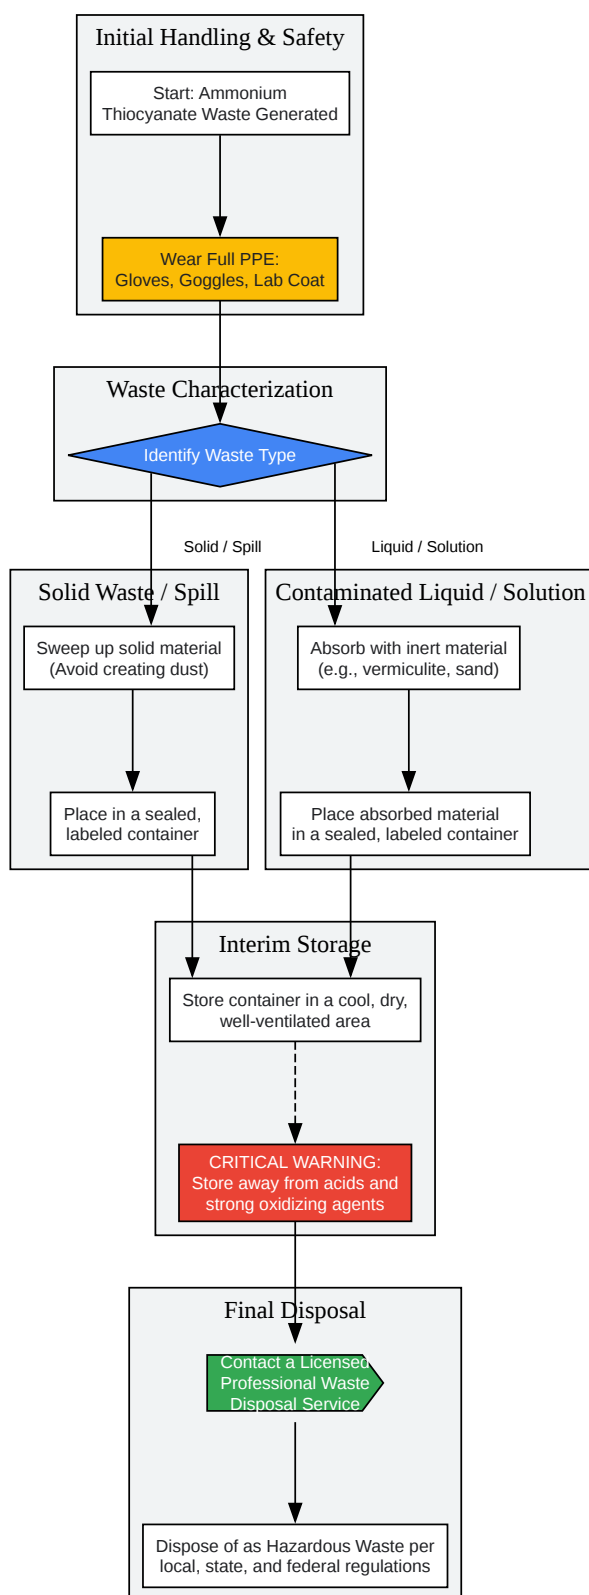 Initial Handling & Safety
Start: Ammonium
Thiocyanate Waste Generated
Wear Full PPE:
Gloves, Goggles, Lab Coat
Waste Characterization
Identify Waste Type
Solid / Spill
Liquid / Solution
Solid Waste / Spill
Sweep up solid material
(Avoid creating dust)
Place in a sealed,
labeled container
Contaminated Liquid / Solution
Absorb with inert material
(e.g., vermiculite, sand)
Place absorbed material
in a sealed, labeled container
Interim Storage
Store container in a cool, dry,
well-ventilated area
CRITICAL WARNING:
Store away from acids and
strong oxidizing agents
Final Disposal
Contact a Licensed
Professional Waste
Disposal Service
Dispose of as Hazardous Waste per
local, state, and federal regulations